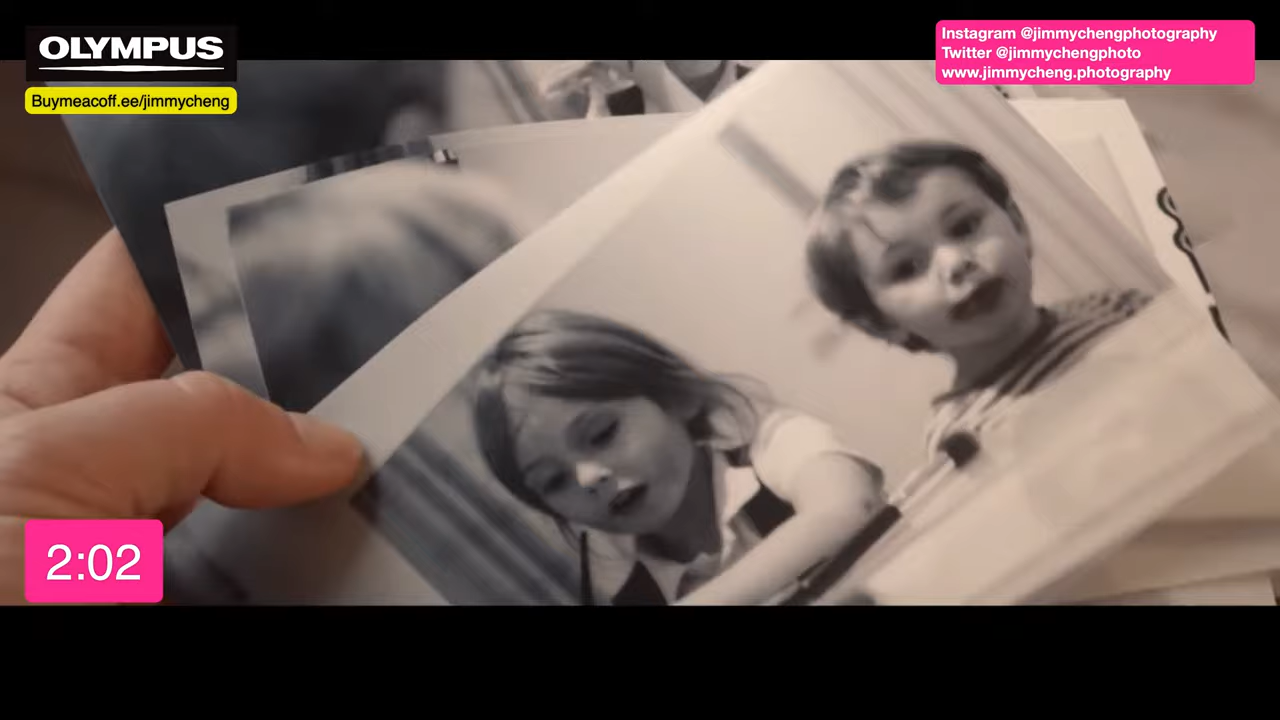 OLYMPUS
Buymeacoff.ee/jimmycheng
Instagram @jimmychengphotography
Twitter @jimmychengphoto
www.jimmycheng.photography
2:02